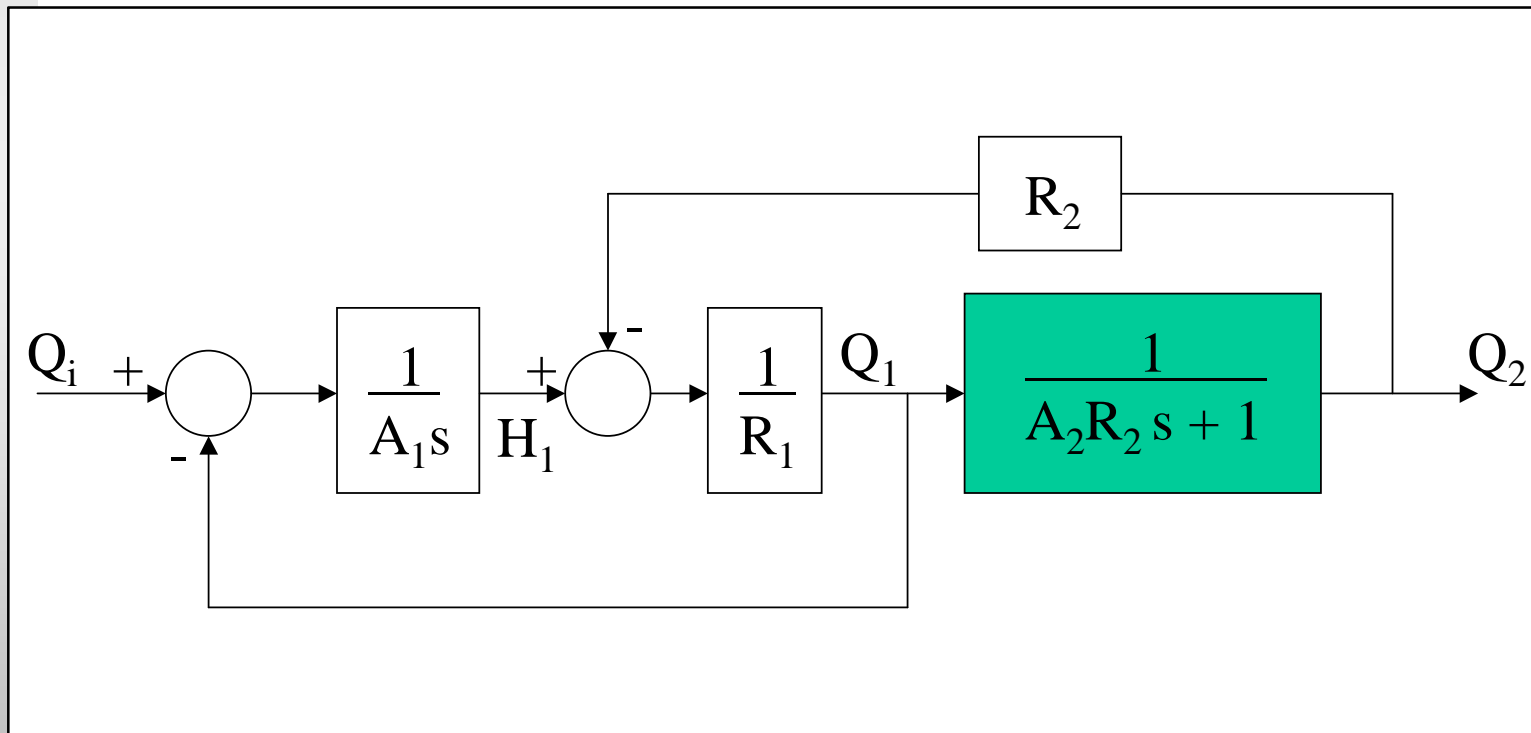 R₂
-
Qᵢ + 1 + 1 Q₁ 1 Q₂
A₁s H₁ R₁ A₂R₂ s + 1
-